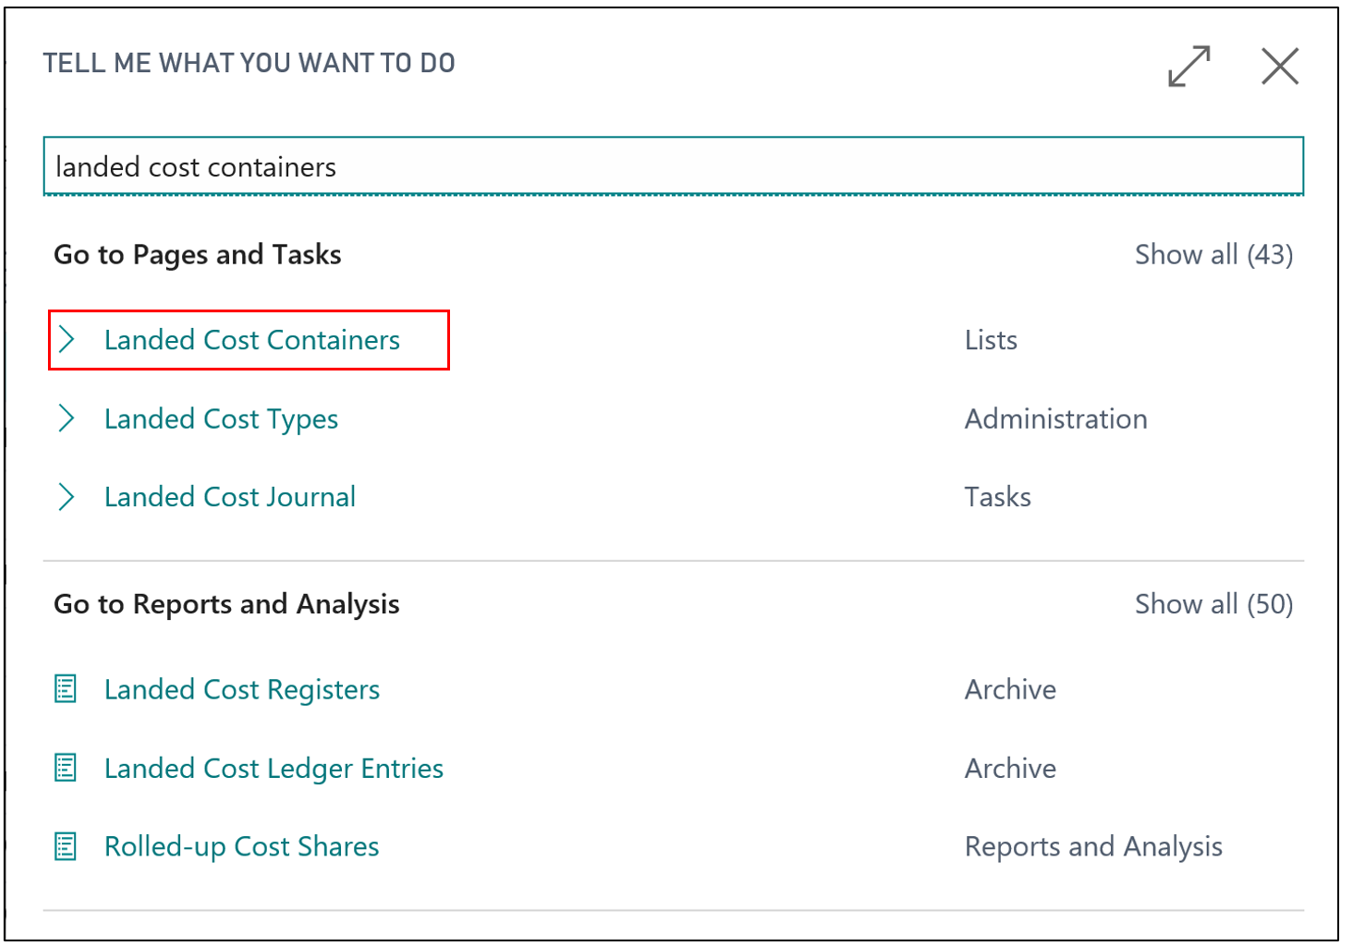 TELL ME WHAT YOU WANT TO DO
landed cost containers
Go to Pages and Tasks Show all (43)
Landed Cost Containers Lists
Landed Cost Types Administration
Landed Cost Journal Tasks
Go to Reports and Analysis Show all (50)
Landed Cost Registers Archive
Landed Cost Ledger Entries Archive
Rolled-up Cost Shares Reports and Analysis